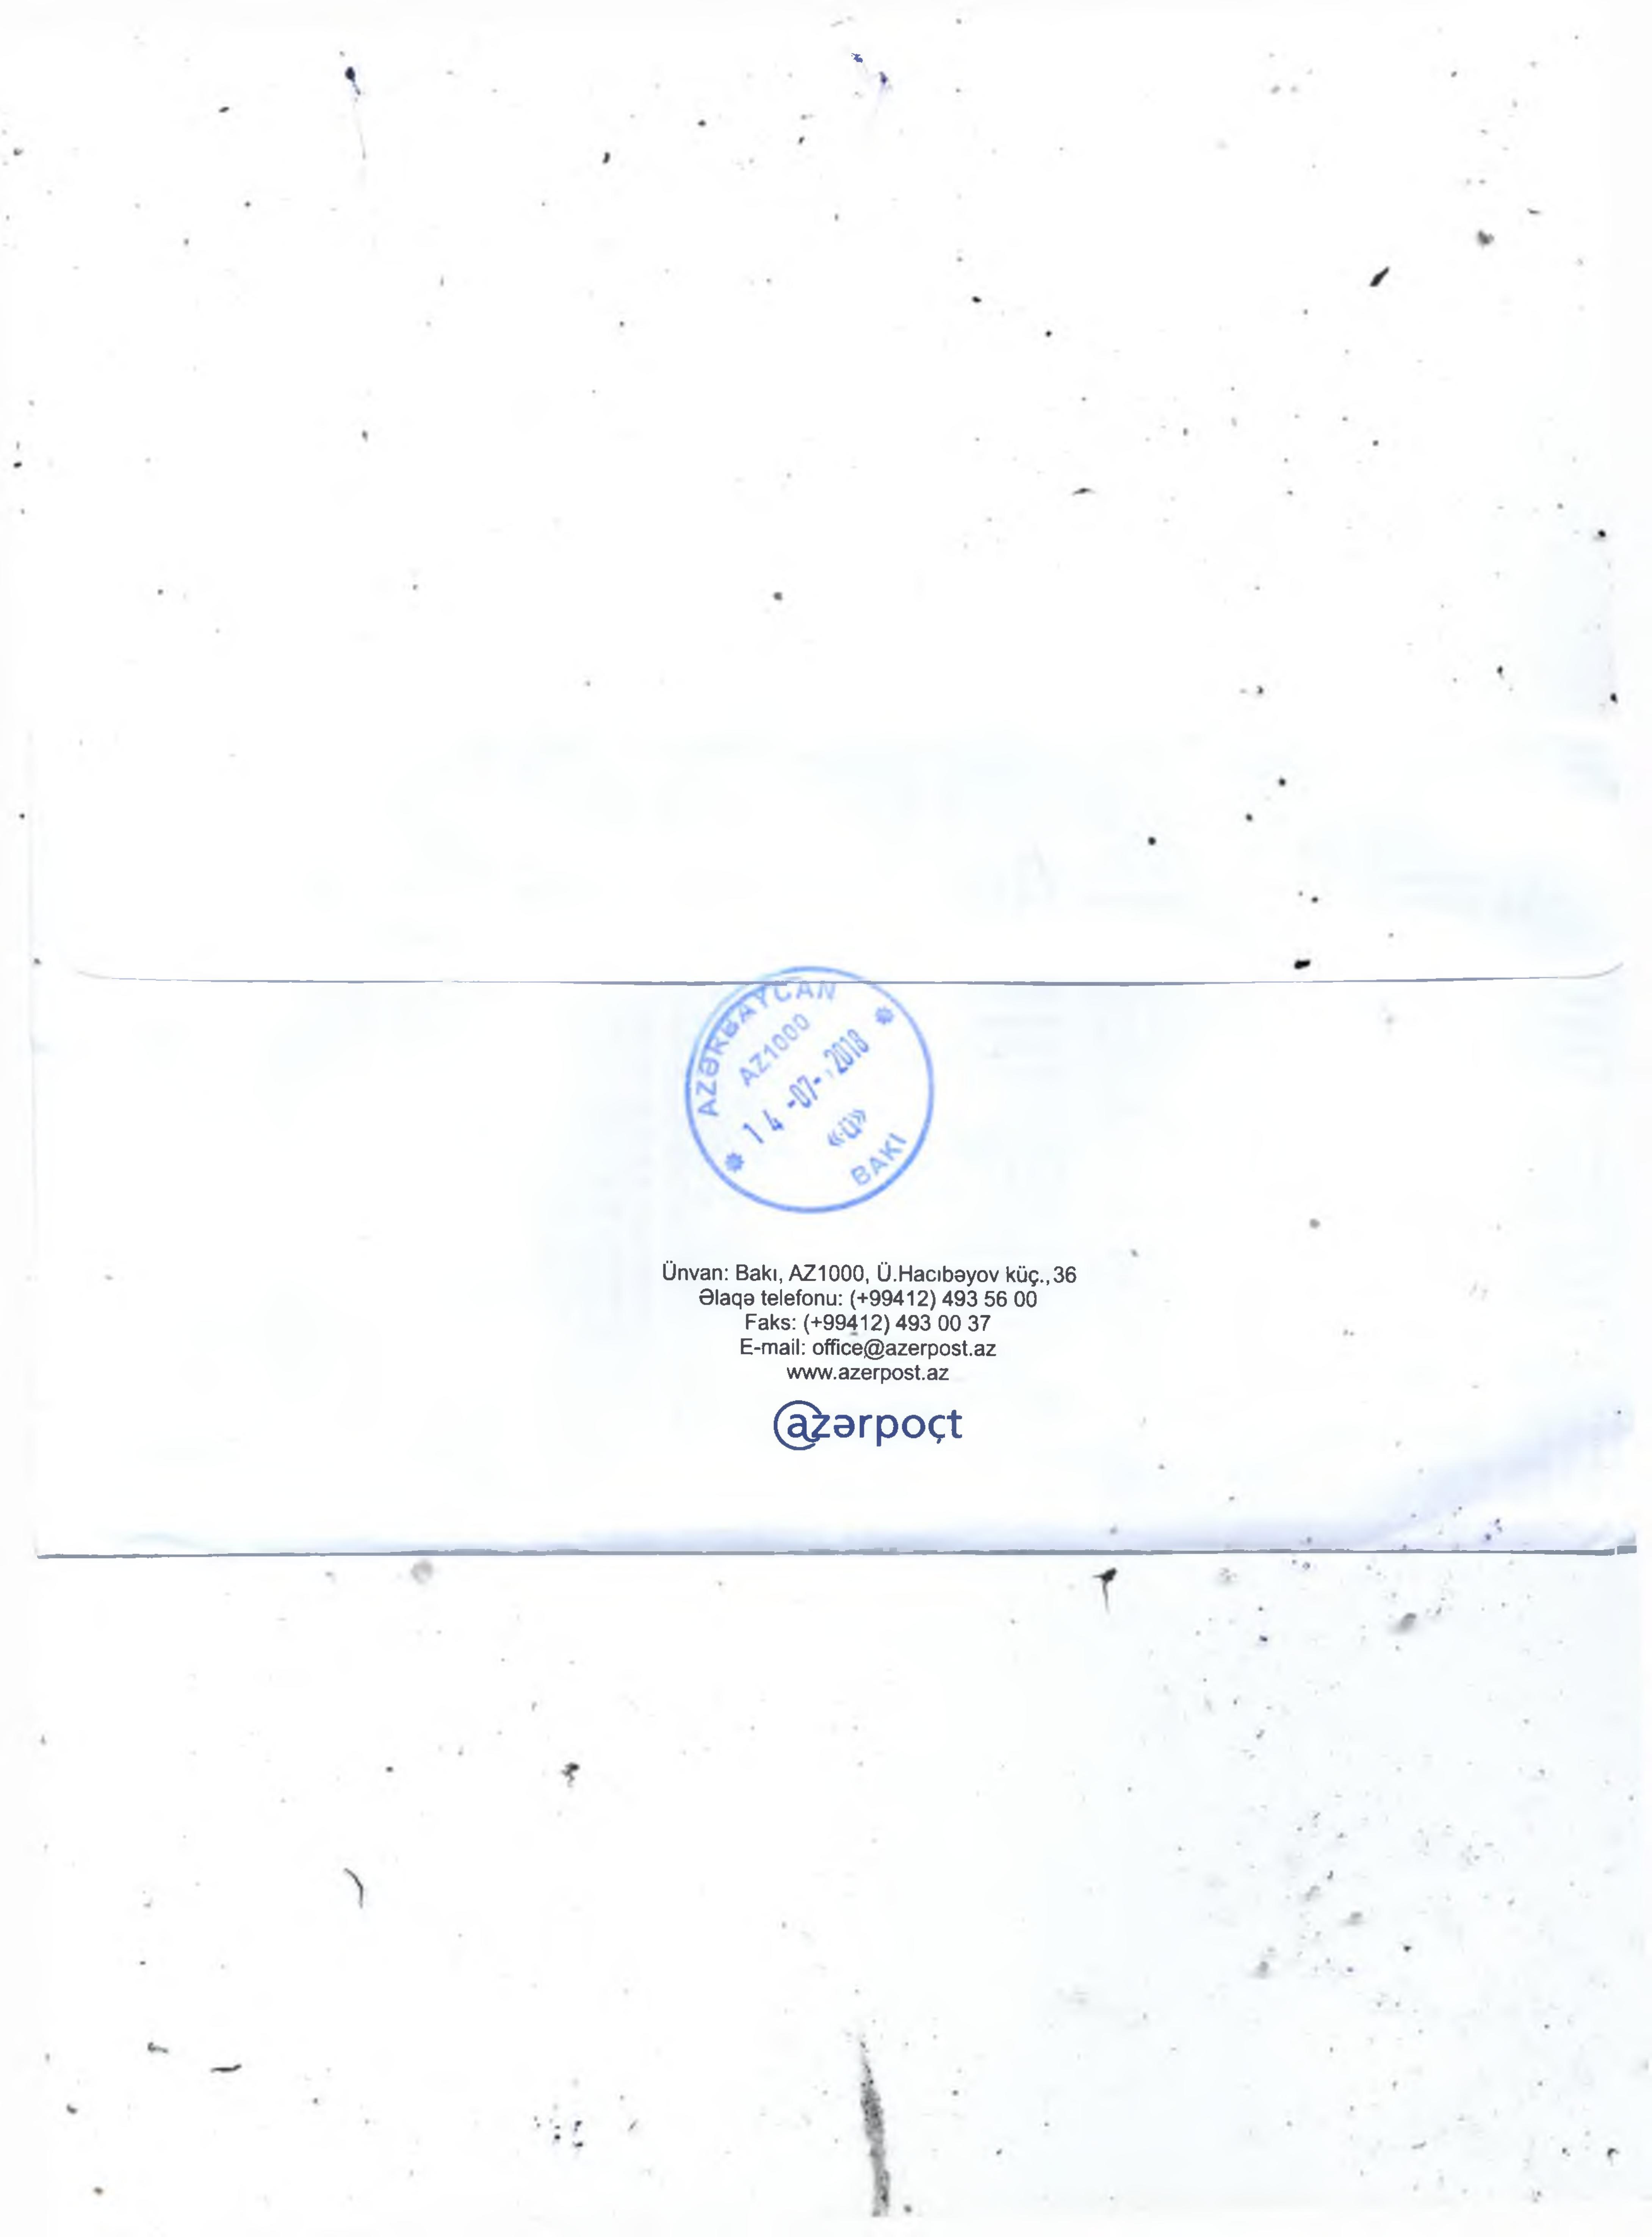 AZƏRBAYCAN
AZ1000
14-07-2018
«Ü»
BAKI
Ünvan: Bakı, AZ1000, Ü.Hacıbəyov küç.,36
Əlaqə telefonu: (+99412) 493 56 00
Faks: (+99412) 493 00 37
E-mail: office@azerpost.az
www.azerpost.az
azərpoçt